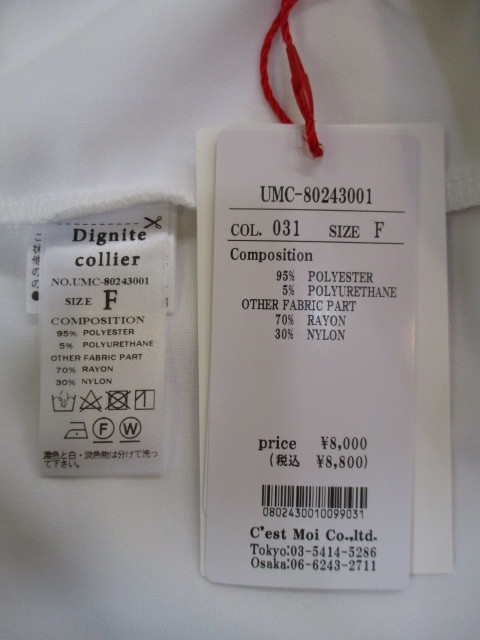 Dignite
collier
NO.UMC-80243001
SIZE F
COMPOSITION
95% POLYESTER
5% POLYURETHANE
OTHER FABRIC PART
70% RAYON
30% NYLON
F W
濃色と白・淡色物は分けて洗っ
て下さい。
UMC-80243001
COL. 031 SIZE F
Composition
95% POLYESTER
5% POLYURETHANE
OTHER FABRIC PART
70% RAYON
30% NYLON
price ¥8,000
(税込 ¥8,800)
0802430010099031
C'est Moi Co.,ltd.
Tokyo:03-5414-5286
Osaka:06-6243-2711